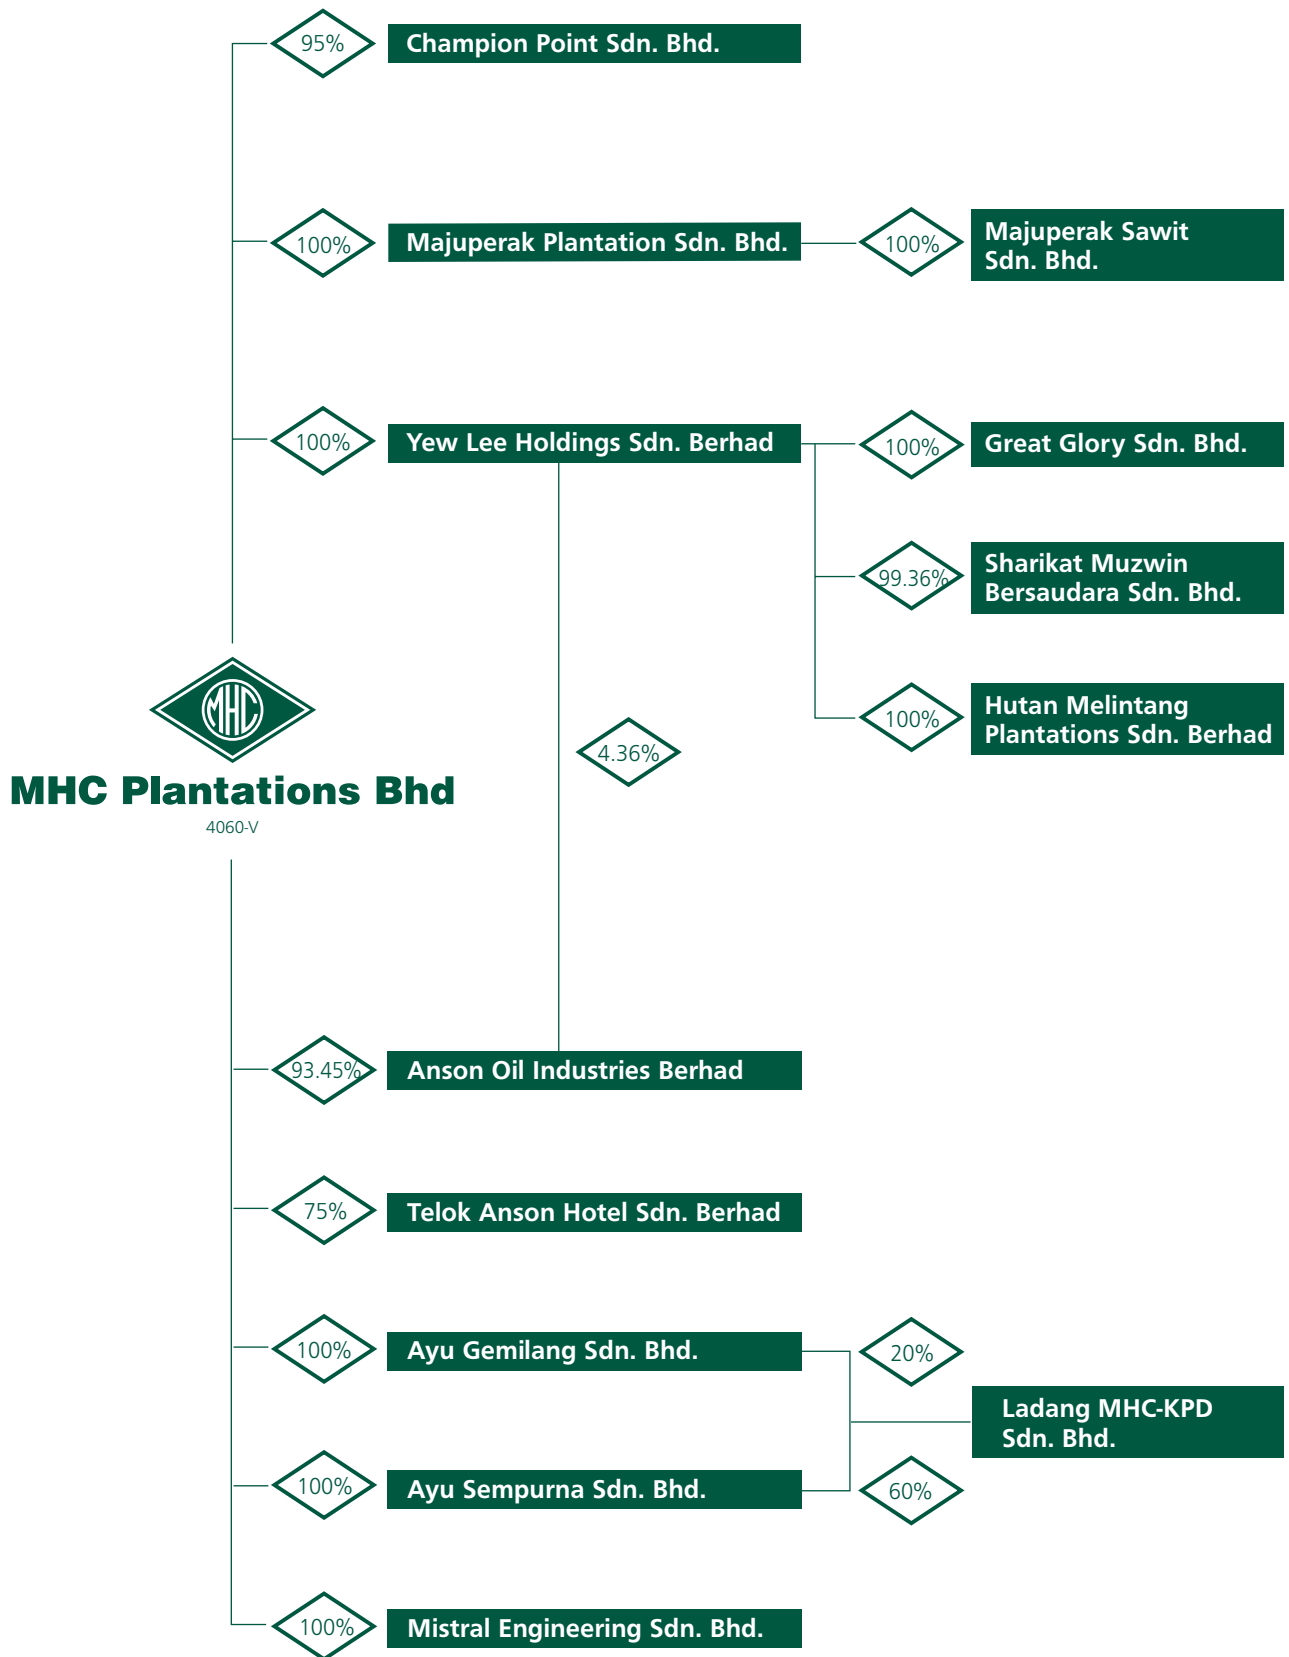 95%
Champion Point Sdn. Bhd.
100%
Majuperak Plantation Sdn. Bhd.
100%
Majuperak Sawit
Sdn. Bhd.
100%
Yew Lee Holdings Sdn. Berhad
100%
Great Glory Sdn. Bhd.
99.36%
Sharikat Muzwin
Bersaudara Sdn. Bhd.
100%
Hutan Melintang
Plantations Sdn. Berhad
4.36%
MHC
MHC Plantations Bhd
4060-V
93.45%
Anson Oil Industries Berhad
75%
Telok Anson Hotel Sdn. Berhad
100%
Ayu Gemilang Sdn. Bhd.
20%
Ladang MHC-KPD
Sdn. Bhd.
100%
Ayu Sempurna Sdn. Bhd.
60%
100%
Mistral Engineering Sdn. Bhd.